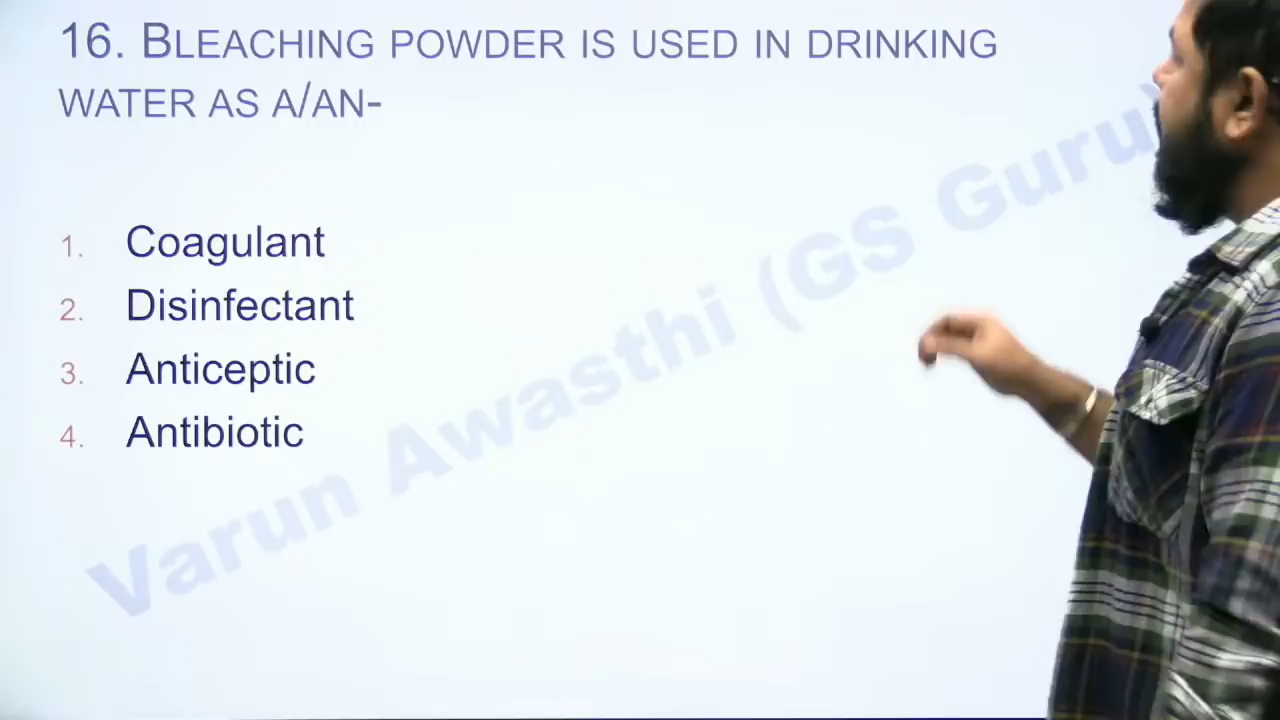 16. BLEACHING POWDER IS USED IN DRINKING
WATER AS A/AN-
1. Coagulant
2. Disinfectant
3. Anticeptic
4. Antibiotic
Varun Awasthi (GS Guru)